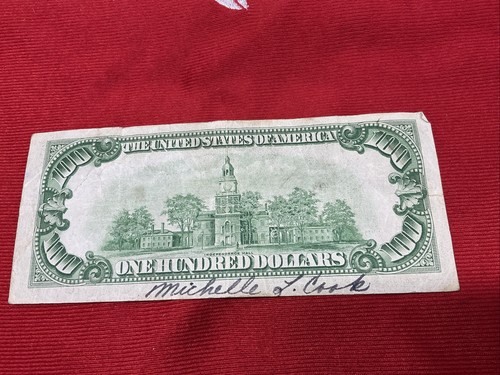 THE UNITED STATES OF AMERICA
100 100
100 100
ONE HUNDRED DOLLARS
Michelle L. Cook